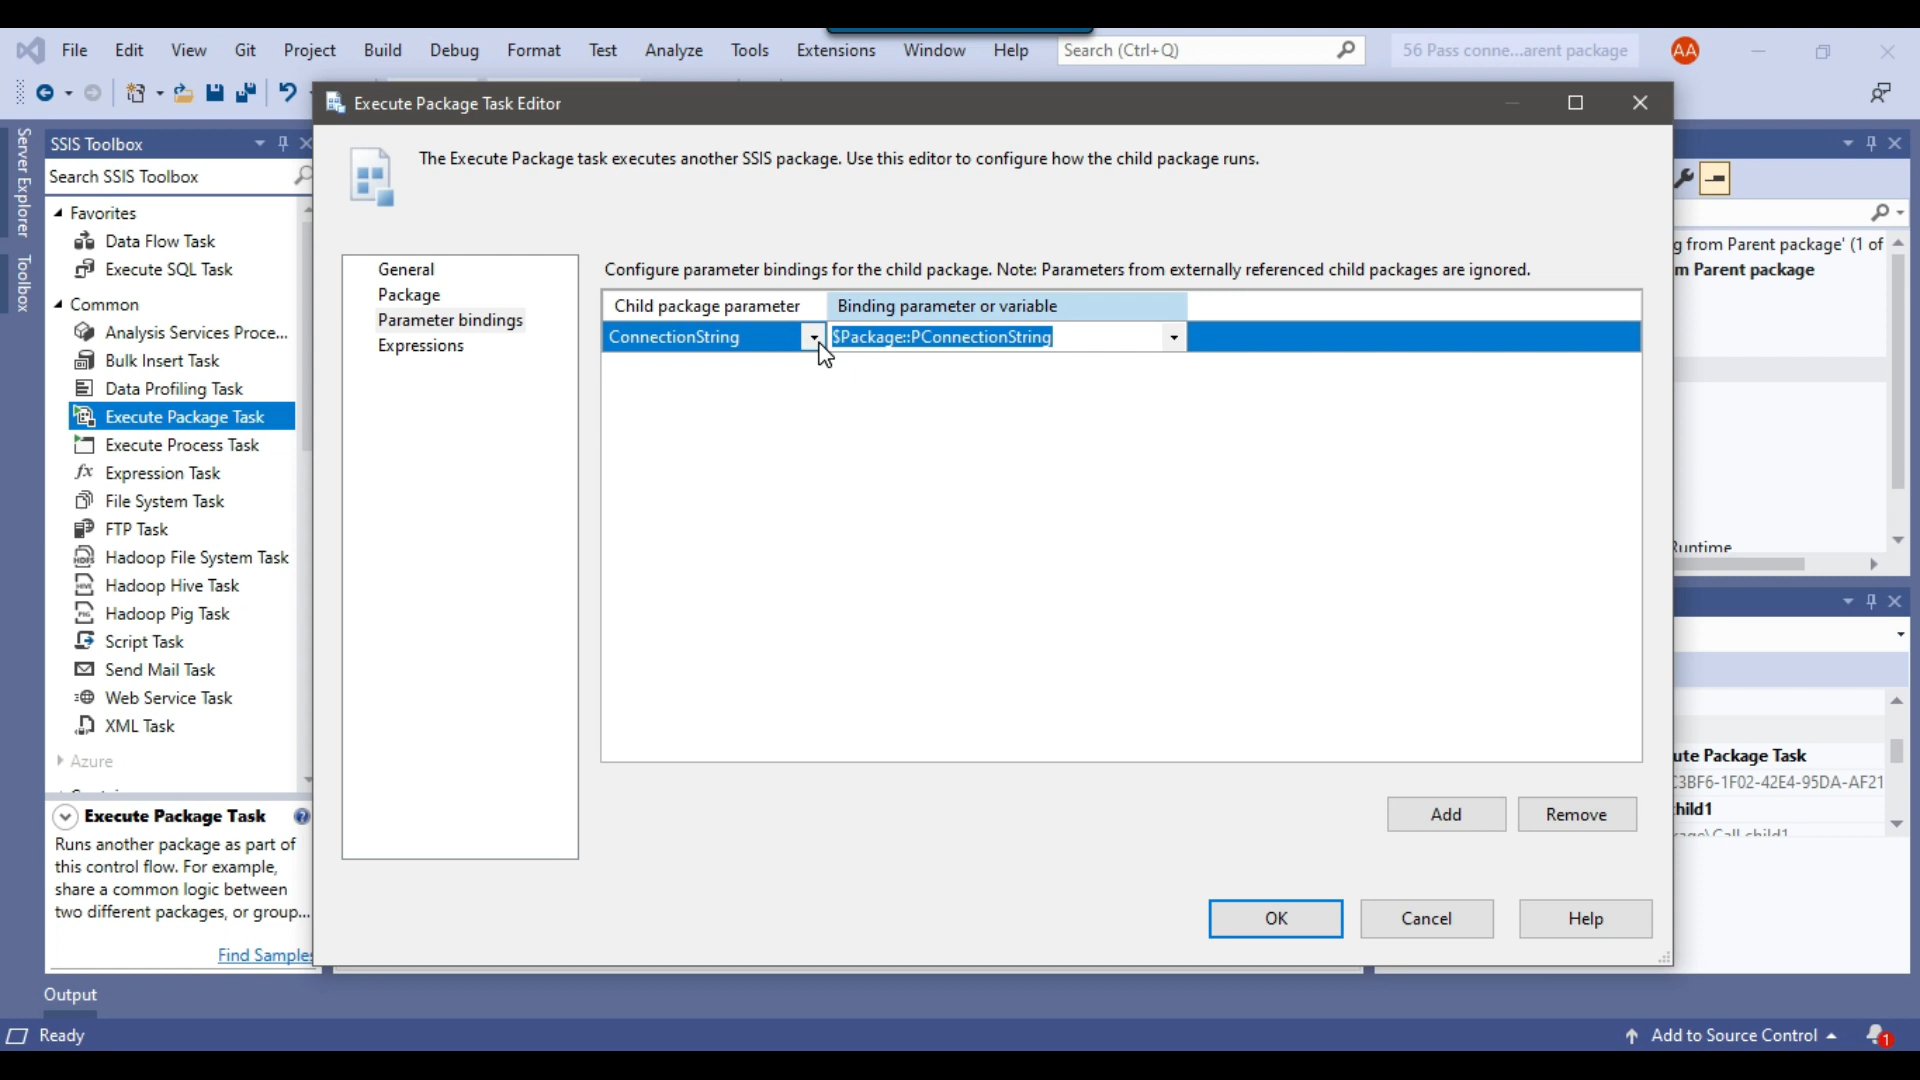 File Edit View Git Project Build Debug Format Test Analyze Tools Extensions Window Help Search (Ctrl+Q) 56 Pass conne...arent package AA
Execute Package Task Editor
Server Explorer
Toolbox
SSIS Toolbox
Search SSIS Toolbox
Favorites
Data Flow Task
Execute SQL Task
Common
Analysis Services Proce...
Bulk Insert Task
Data Profiling Task
Execute Package Task
Execute Process Task
fx Expression Task
File System Task
FTP Task
Hadoop File System Task
Hadoop Hive Task
Hadoop Pig Task
Script Task
Send Mail Task
Web Service Task
XML Task
Azure
Execute Package Task
Runs another package as part of
this control flow. For example,
share a common logic between
two different packages, or group...
Find Samples
The Execute Package task executes another SSIS package. Use this editor to configure how the child package runs.
General
Package
Parameter bindings
Expressions
Configure parameter bindings for the child package. Note: Parameters from externally referenced child packages are ignored.
Child package parameter Binding parameter or variable
ConnectionString $Package::PConnectionString
Add Remove
OK Cancel Help
g from Parent package' (1 of
m Parent package
Runtime
ute Package Task
C3BF6-1F02-42E4-95DA-AF21
hild1
Output
Ready
Add to Source Control
1